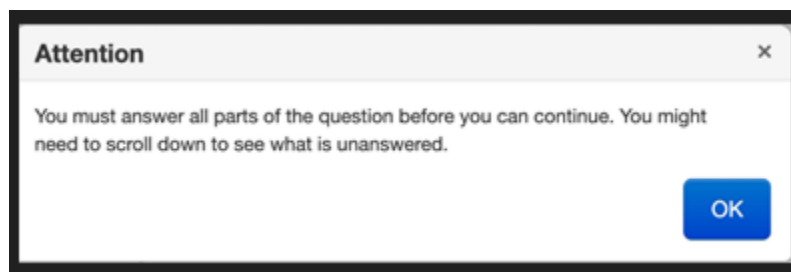 Attention ×
You must answer all parts of the question before you can continue. You might
need to scroll down to see what is unanswered.
OK